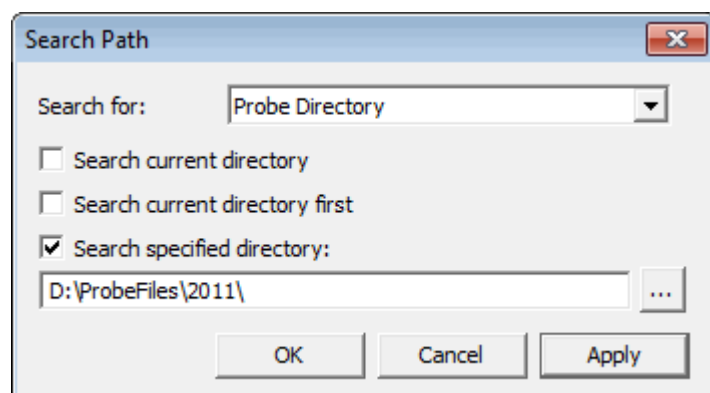 Search Path
Search for: Probe Directory
Search current directory
Search current directory first
Search specified directory:
D:\ProbeFiles\2011\ ...
OK Cancel Apply